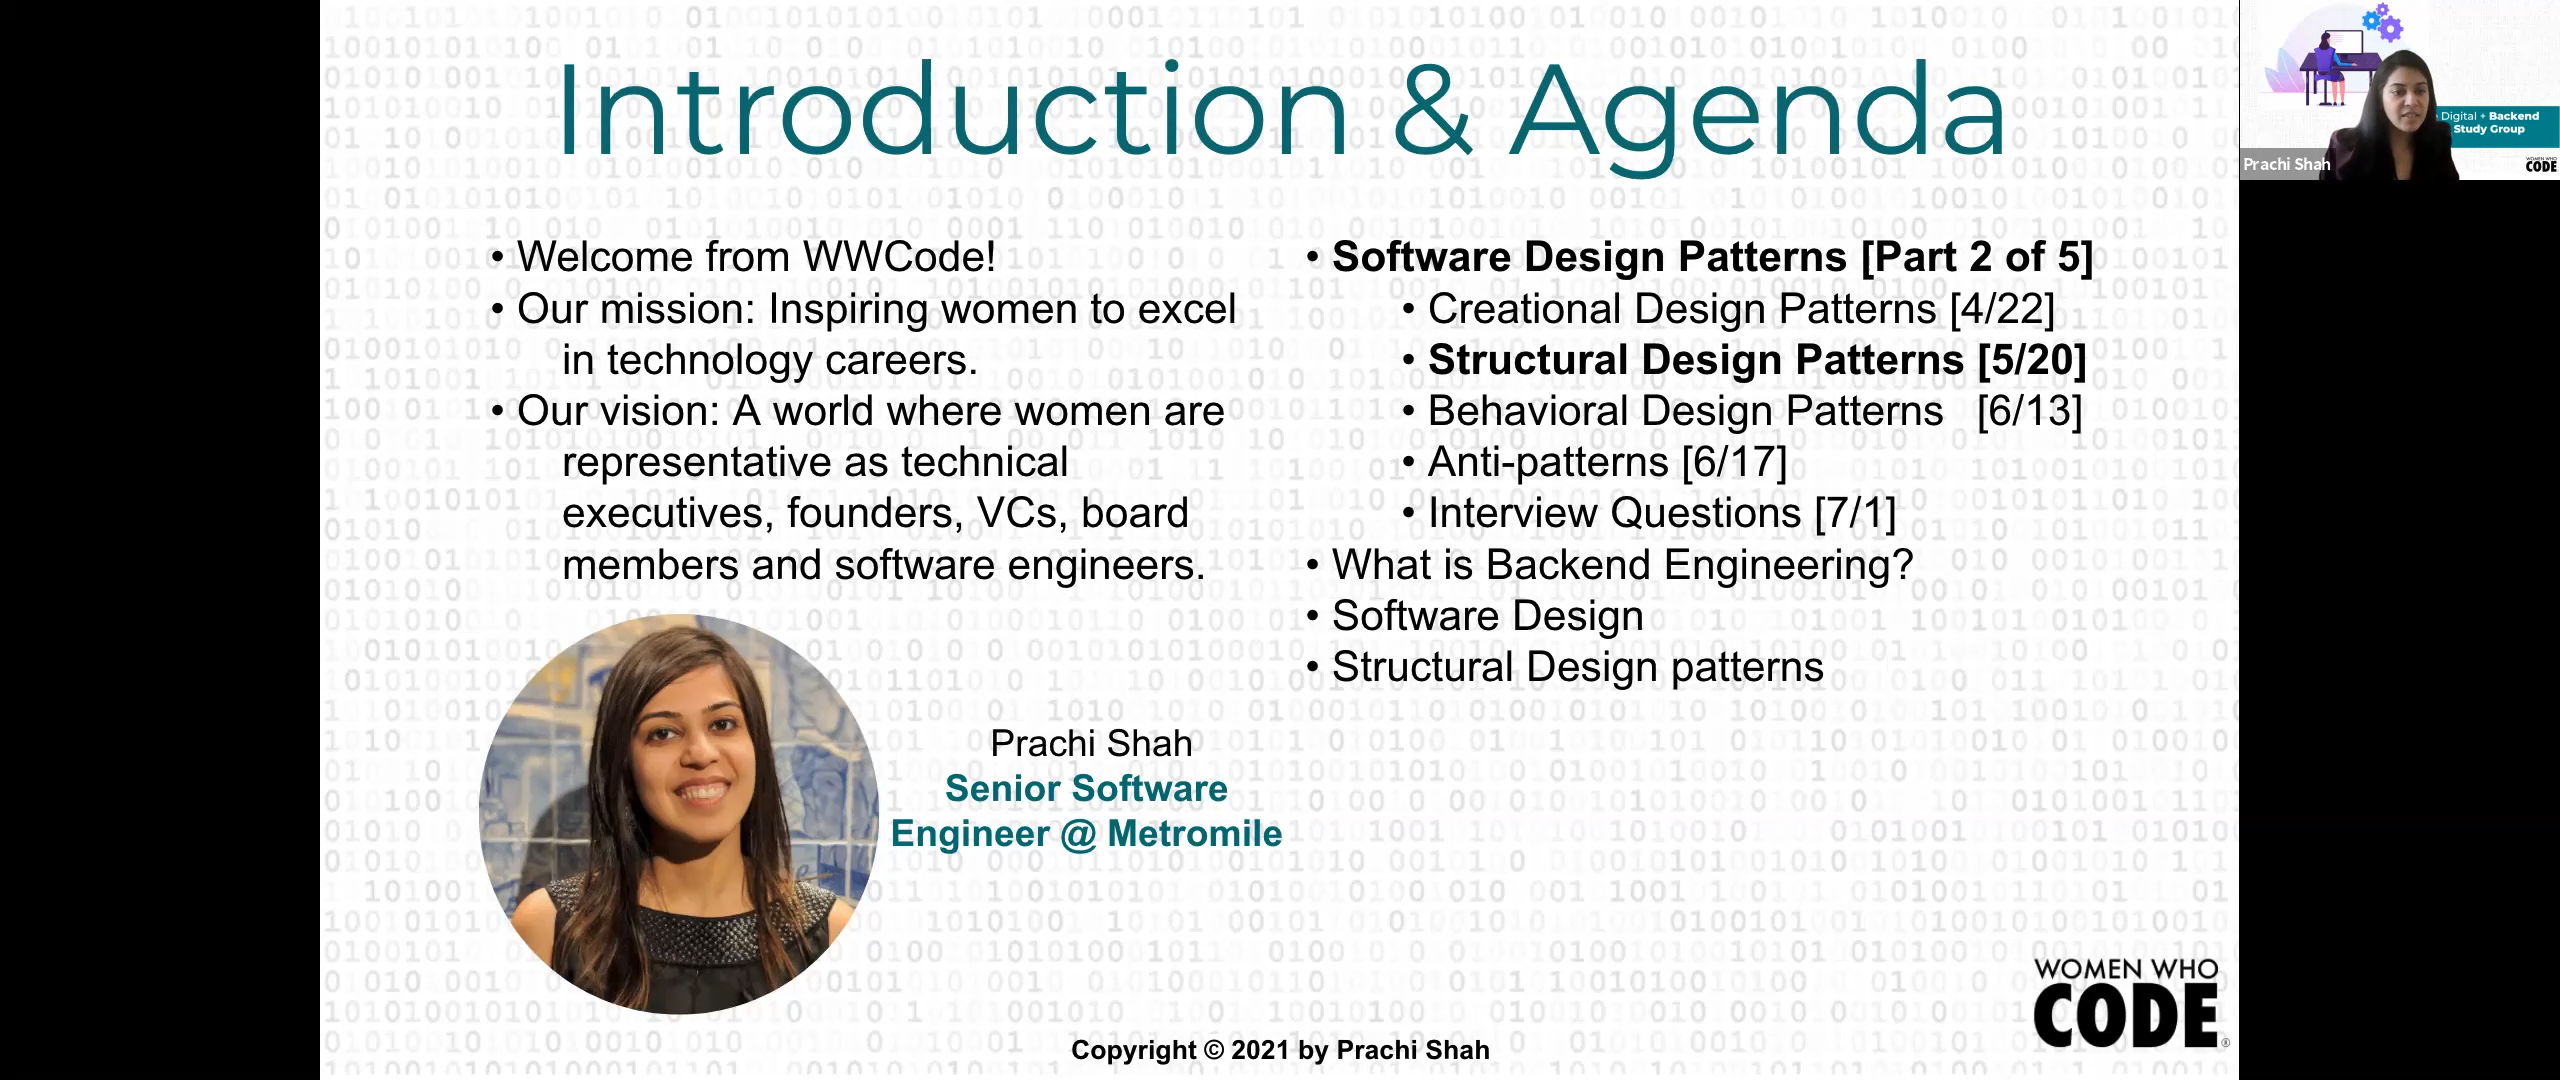 Introduction & Agenda
• Welcome from WWCode!
• Our mission: Inspiring women to excel
in technology careers.
• Our vision: A world where women are
representative as technical
executives, founders, VCs, board
members and software engineers.
Prachi Shah
Senior Software
Engineer @ Metromile
• Software Design Patterns [Part 2 of 5]
• Creational Design Patterns [4/22]
• Structural Design Patterns [5/20]
• Behavioral Design Patterns [6/13]
• Anti-patterns [6/17]
• Interview Questions [7/1]
• What is Backend Engineering?
• Software Design
• Structural Design patterns
WOMEN WHO
CODE®
Copyright © 2021 by Prachi Shah
Digital + Backend
Study Group
Prachi Shah
WOMEN WHO
CODE